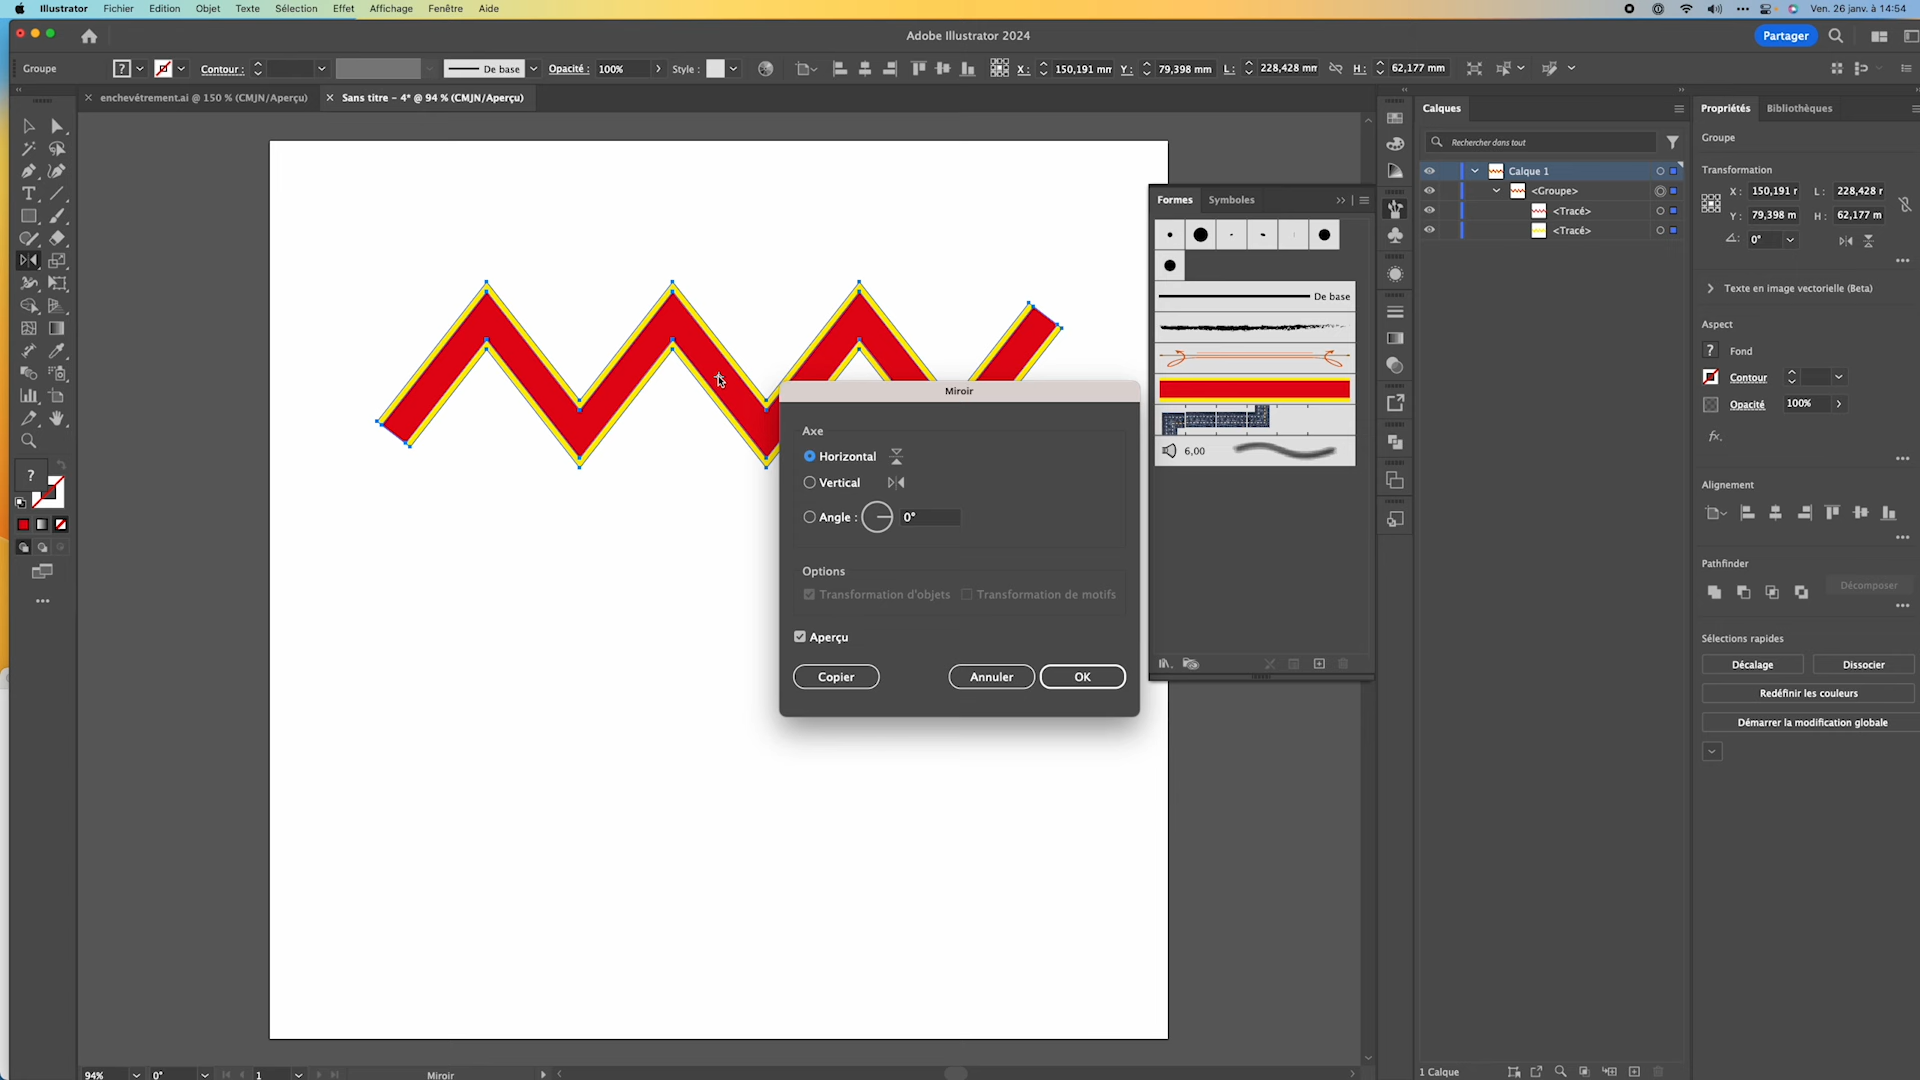 Illustrator Fichier Edition Objet Texte Sélection Effet Affichage Fenêtre Aide
Ven. 26 janv. à 14:54
Adobe Illustrator 2024
Partager
Groupe
?
Contour :
De base
Opacité : 100%
Style :
X : 150,191 mm
Y : 79,398 mm
L : 228,428 mm
H : 62,177 mm
enchevétrement.ai @ 150 % (CMJN/Aperçu)
Sans titre - 4* @ 94 % (CMJN/Aperçu)
Formes
Symboles
De base
6,00
Miroir
Axe
Horizontal
Vertical
Angle : 0°
Options
Transformation d'objets
Transformation de motifs
Aperçu
Copier
Annuler
OK
Calques
Rechercher dans tout
Calque 1
<Groupe>
<Tracé>
<Tracé>
1 Calque
Propriétés
Bibliothèques
Groupe
Transformation
X : 150,191 r
L : 228,428 r
Y : 79,398 m
H : 62,177 m
0°
Texte en image vectorielle (Beta)
Aspect
? Fond
Contour
Opacité 100%
fx.
Alignement
Pathfinder
Décomposer
Sélections rapides
Décalage
Dissocier
Redéfinir les couleurs
Démarrer la modification globale
?
94%
0°
1
Miroir